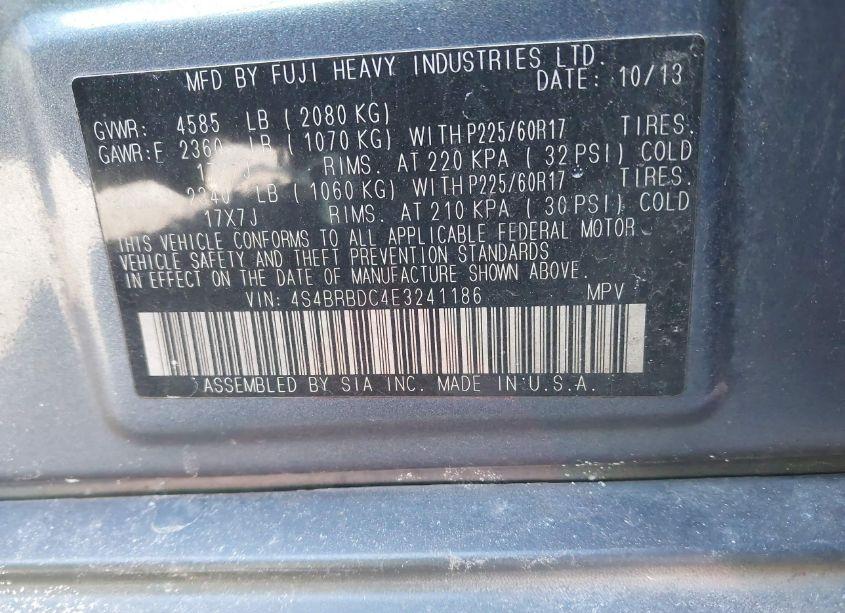 MFD BY FUJI HEAVY INDUSTRIES LTD.
DATE: 10/13
GVWR: 4585 LB ( 2080 KG)
GAWR:F 2360 LB ( 1070 KG) WITH P225/60R17 TIRES.
RIMS. AT 220 KPA ( 32 PSI) COLD
2340 LB ( 1060 KG) WITH P225/60R17 TIRES.
17X7J RIMS. AT 210 KPA ( 30 PSI) COLD
THIS VEHICLE CONFORMS TO ALL APPLICABLE FEDERAL MOTOR
VEHICLE SAFETY AND THEFT PREVENTION STANDARDS
IN EFFECT ON THE DATE OF MANUFACTURE SHOWN ABOVE.
VIN: 4S4BRBDC4E3241186 MPV
ASSEMBLED BY SIA INC. MADE IN U.S.A.